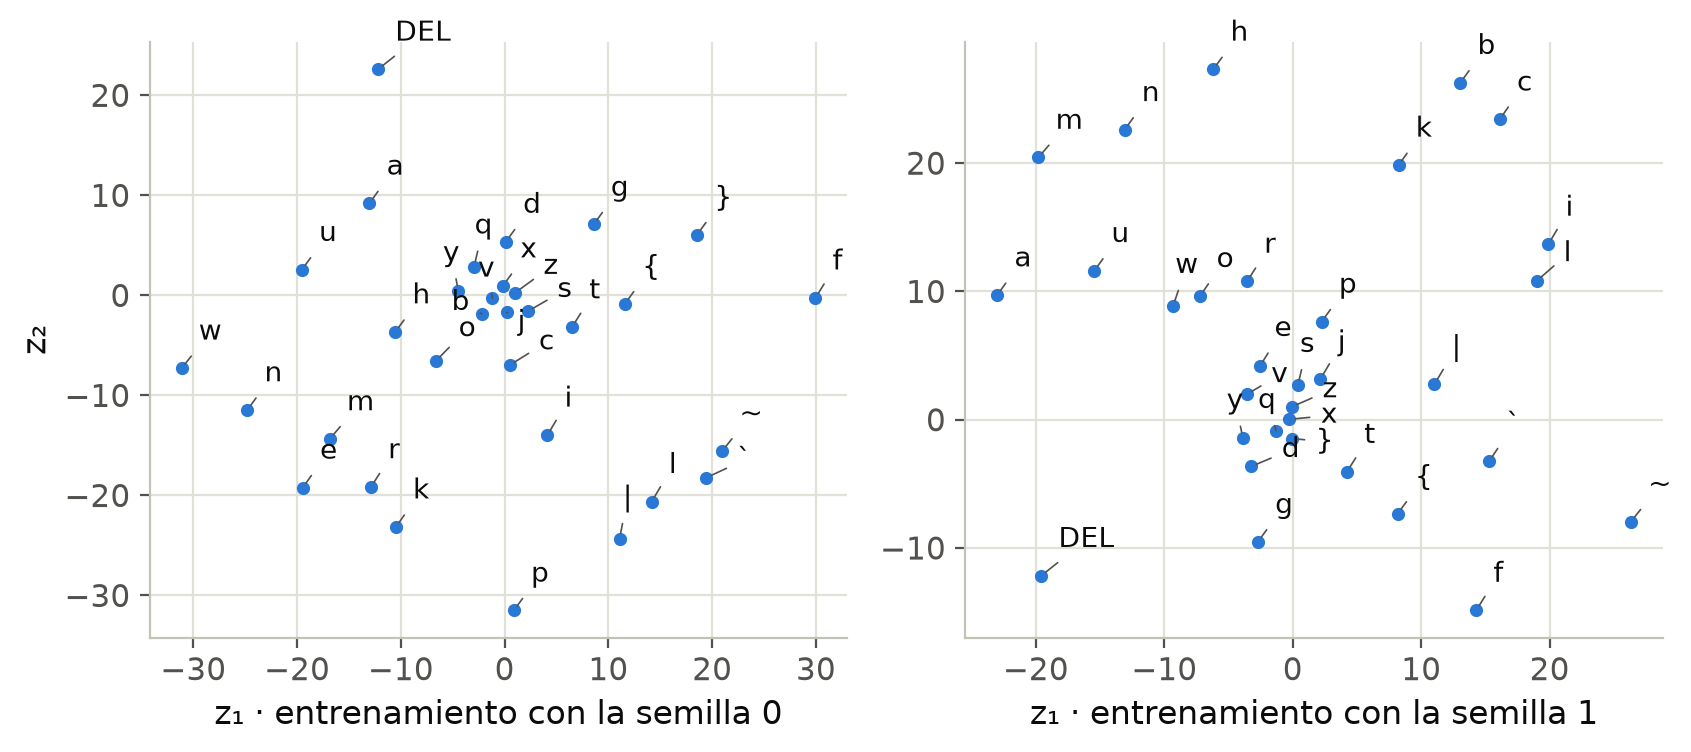 DEL
a
g
}
d
u
q
y
x
v
z
{
f
h
b
s
t
o
j
w
c
n
m
i
~
e
r
`
l
k
|
p
20
10
0
−10
−20
−30
z₂
−30
−20
−10
0
10
20
30
z₁ · entrenamiento con la semilla 0
h
b
n
c
m
k
i
u
r
l
a
w
o
p
e
s
j
|
v
z
y
q
x
`
d
}
t
{
~
g
DEL
f
20
10
0
−10
−20
−10
0
10
20
z₁ · entrenamiento con la semilla 1